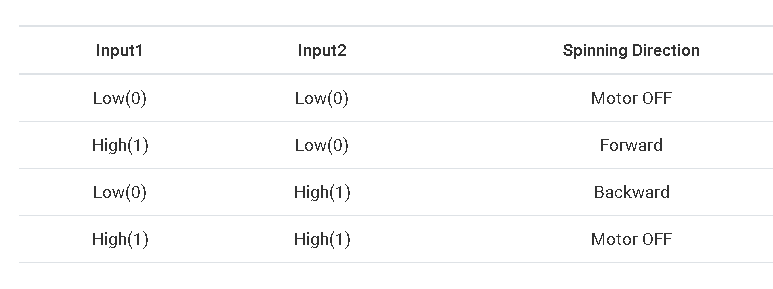 Input1 Input2 Spinning Direction
Low(0) Low(0) Motor OFF
High(1) Low(0) Forward
Low(0) High(1) Backward
High(1) High(1) Motor OFF